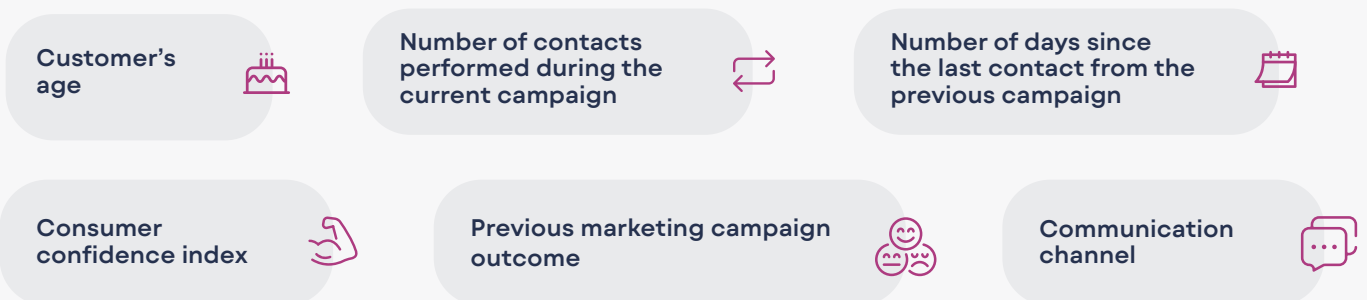 Customer’s
age
Number of contacts
performed during the
current campaign
Number of days since
the last contact from the
previous campaign
Consumer
confidence index
Previous marketing campaign
outcome
Communication
channel